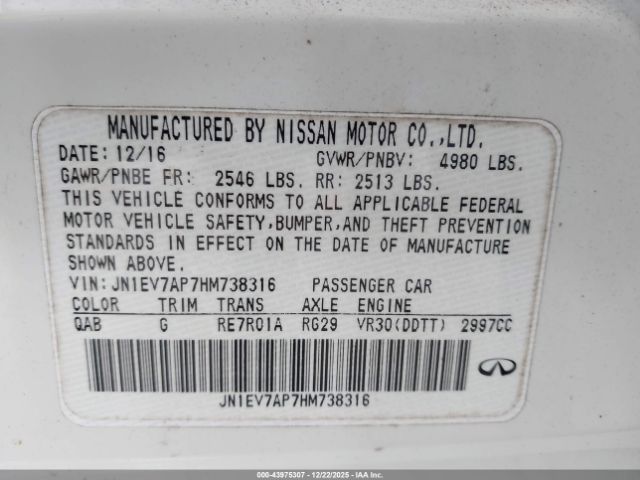 MANUFACTURED BY NISSAN MOTOR CO.,LTD.
DATE: 12/16 GVWR/PNBV: 4980 LBS.
GAWR/PNBE FR: 2546 LBS. RR: 2513 LBS.
THIS VEHICLE CONFORMS TO ALL APPLICABLE FEDERAL
MOTOR VEHICLE SAFETY,BUMPER,AND THEFT PREVENTION
STANDARDS IN EFFECT ON THE DATE OF MANUFACTURE
SHOWN ABOVE.
VIN: JN1EV7AP7HM738316 PASSENGER CAR
COLOR TRIM TRANS AXLE ENGINE
QAB G RE7R01A RG29 VR30(DDTT) 2997CC
JN1EV7AP7HM738316
000-43975307 - 12/22/2025 - COPYRIGHT IAA, LLC.